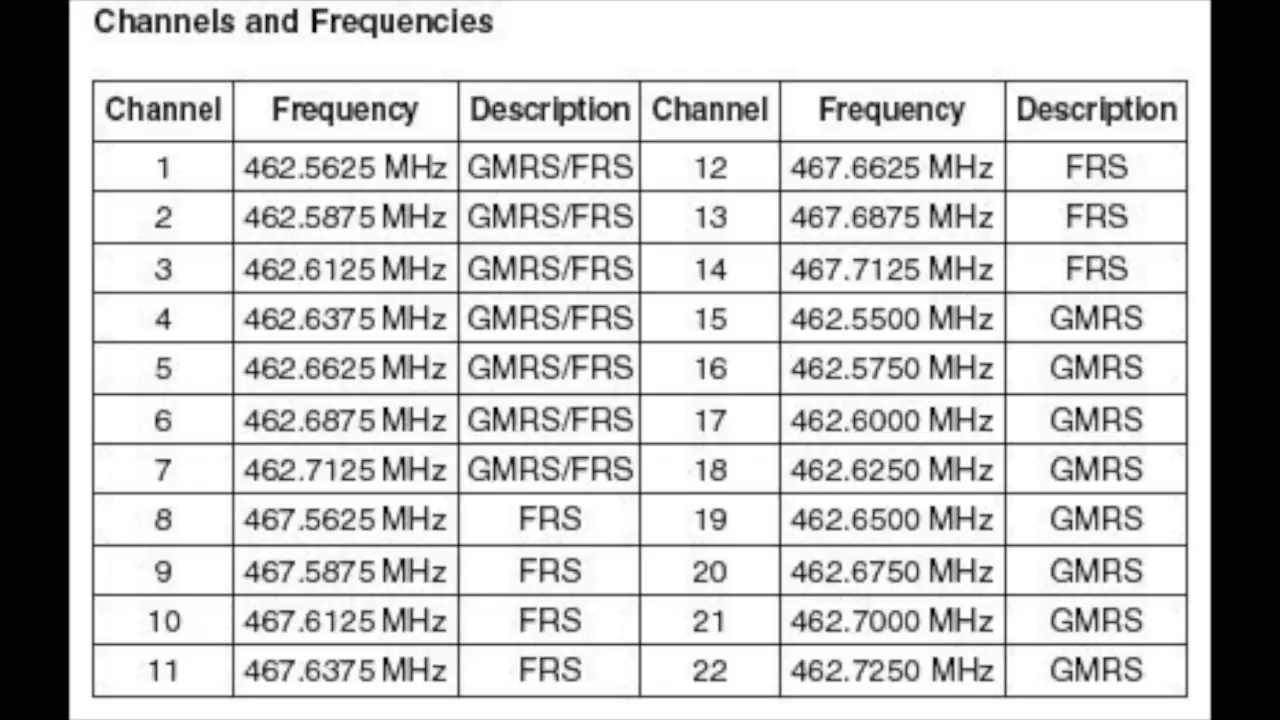 Channels and Frequencies
Channel Frequency Description Channel Frequency Description
1 462.5625 MHz GMRS/FRS 12 467.6625 MHz FRS
2 462.5875 MHz GMRS/FRS 13 467.6875 MHz FRS
3 462.6125 MHz GMRS/FRS 14 467.7125 MHz FRS
4 462.6375 MHz GMRS/FRS 15 462.5500 MHz GMRS
5 462.6625 MHz GMRS/FRS 16 462.5750 MHz GMRS
6 462.6875 MHz GMRS/FRS 17 462.6000 MHz GMRS
7 462.7125 MHz GMRS/FRS 18 462.6250 MHz GMRS
8 467.5625 MHz FRS 19 462.6500 MHz GMRS
9 467.5875 MHz FRS 20 462.6750 MHz GMRS
10 467.6125 MHz FRS 21 462.7000 MHz GMRS
11 467.6375 MHz FRS 22 462.7250 MHz GMRS